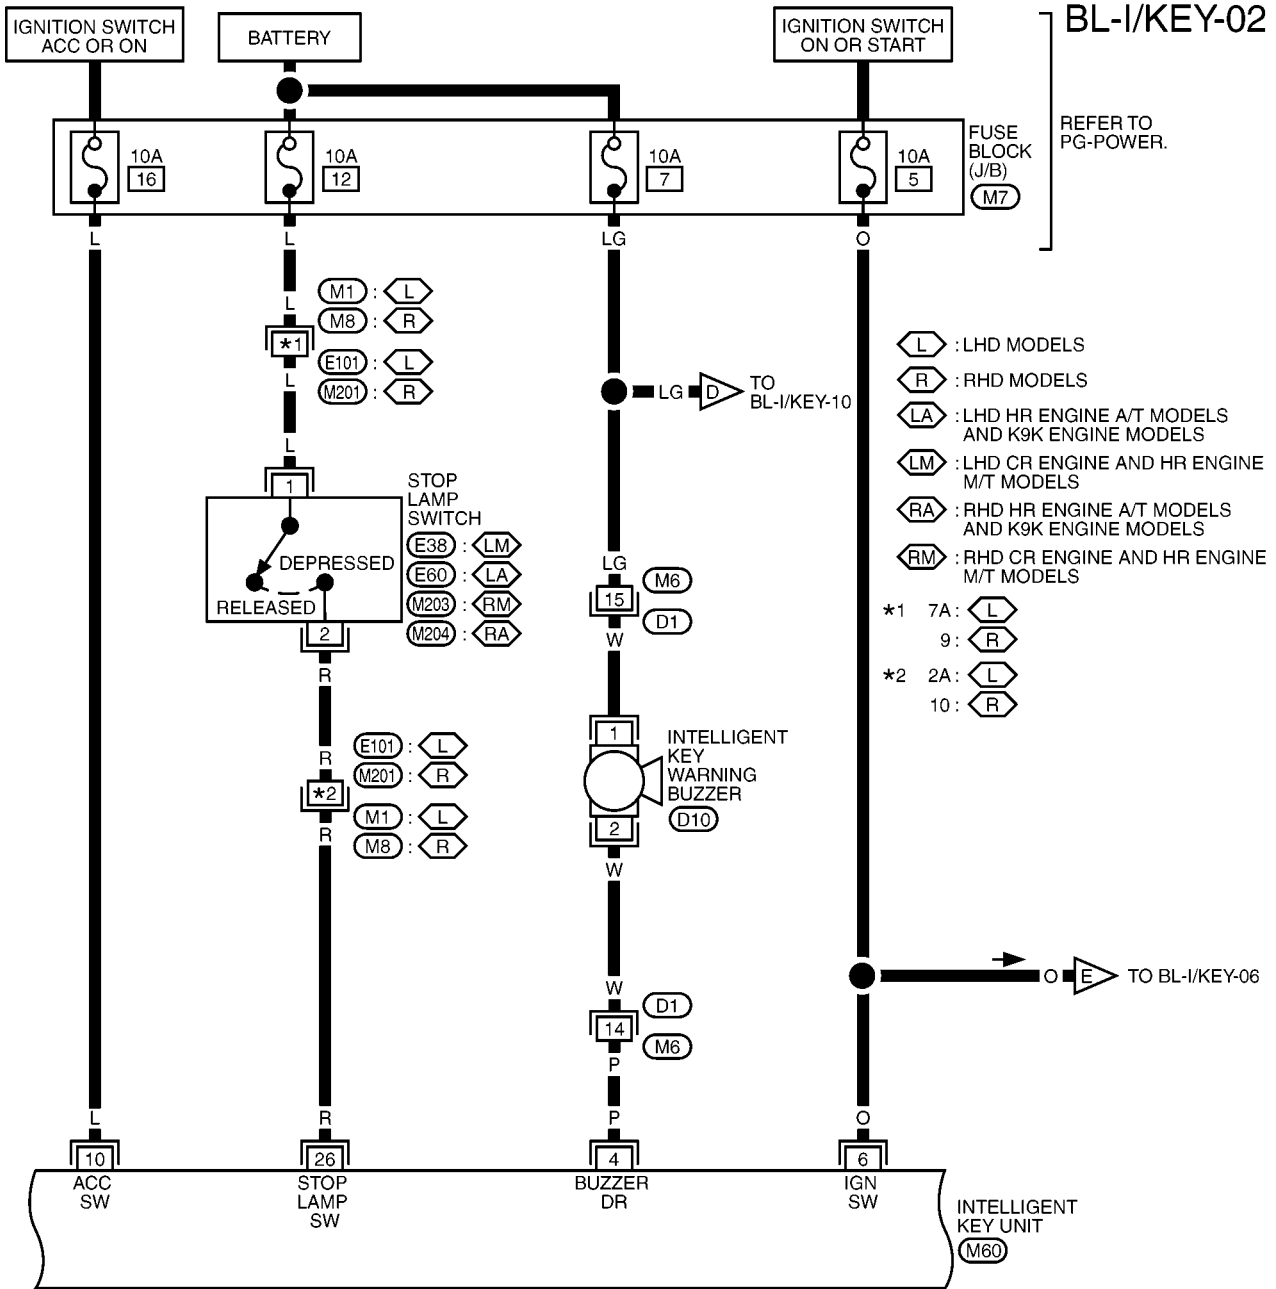 BL-I/KEY-02
IGNITION SWITCH
ACC OR ON
BATTERY
IGNITION SWITCH
ON OR START
REFER TO
PG-POWER.
10A
16
10A
12
10A
7
10A
5
FUSE
BLOCK
(J/B)
M7
L
L
LG
O
M1 : L
M8 : R
L
*1
E101 : L
M201 : R
L
L
1
STOP
LAMP
SWITCH
E38 : LM
E60 : LA
M203 : RM
M204 : RA
DEPRESSED
RELEASED
2
R
LG
D
TO
BL-I/KEY-10
L : LHD MODELS
R : RHD MODELS
LA : LHD HR ENGINE A/T MODELS
AND K9K ENGINE MODELS
LM : LHD CR ENGINE AND HR ENGINE
M/T MODELS
RA : RHD HR ENGINE A/T MODELS
AND K9K ENGINE MODELS
RM : RHD CR ENGINE AND HR ENGINE
M/T MODELS
*1 7A : L
9 : R
*2 2A : L
10 : R
LG
M6
15
D1
W
1
INTELLIGENT
KEY
WARNING
BUZZER
D10
2
W
E101 : L
M201 : R
R
*2
M1 : L
M8 : R
R
W
D1
14
M6
P
O
E
TO BL-I/KEY-06
L
R
P
O
10
26
4
6
ACC
SW
STOP
LAMP
SW
BUZZER
DR
IGN
SW
INTELLIGENT
KEY UNIT
M60